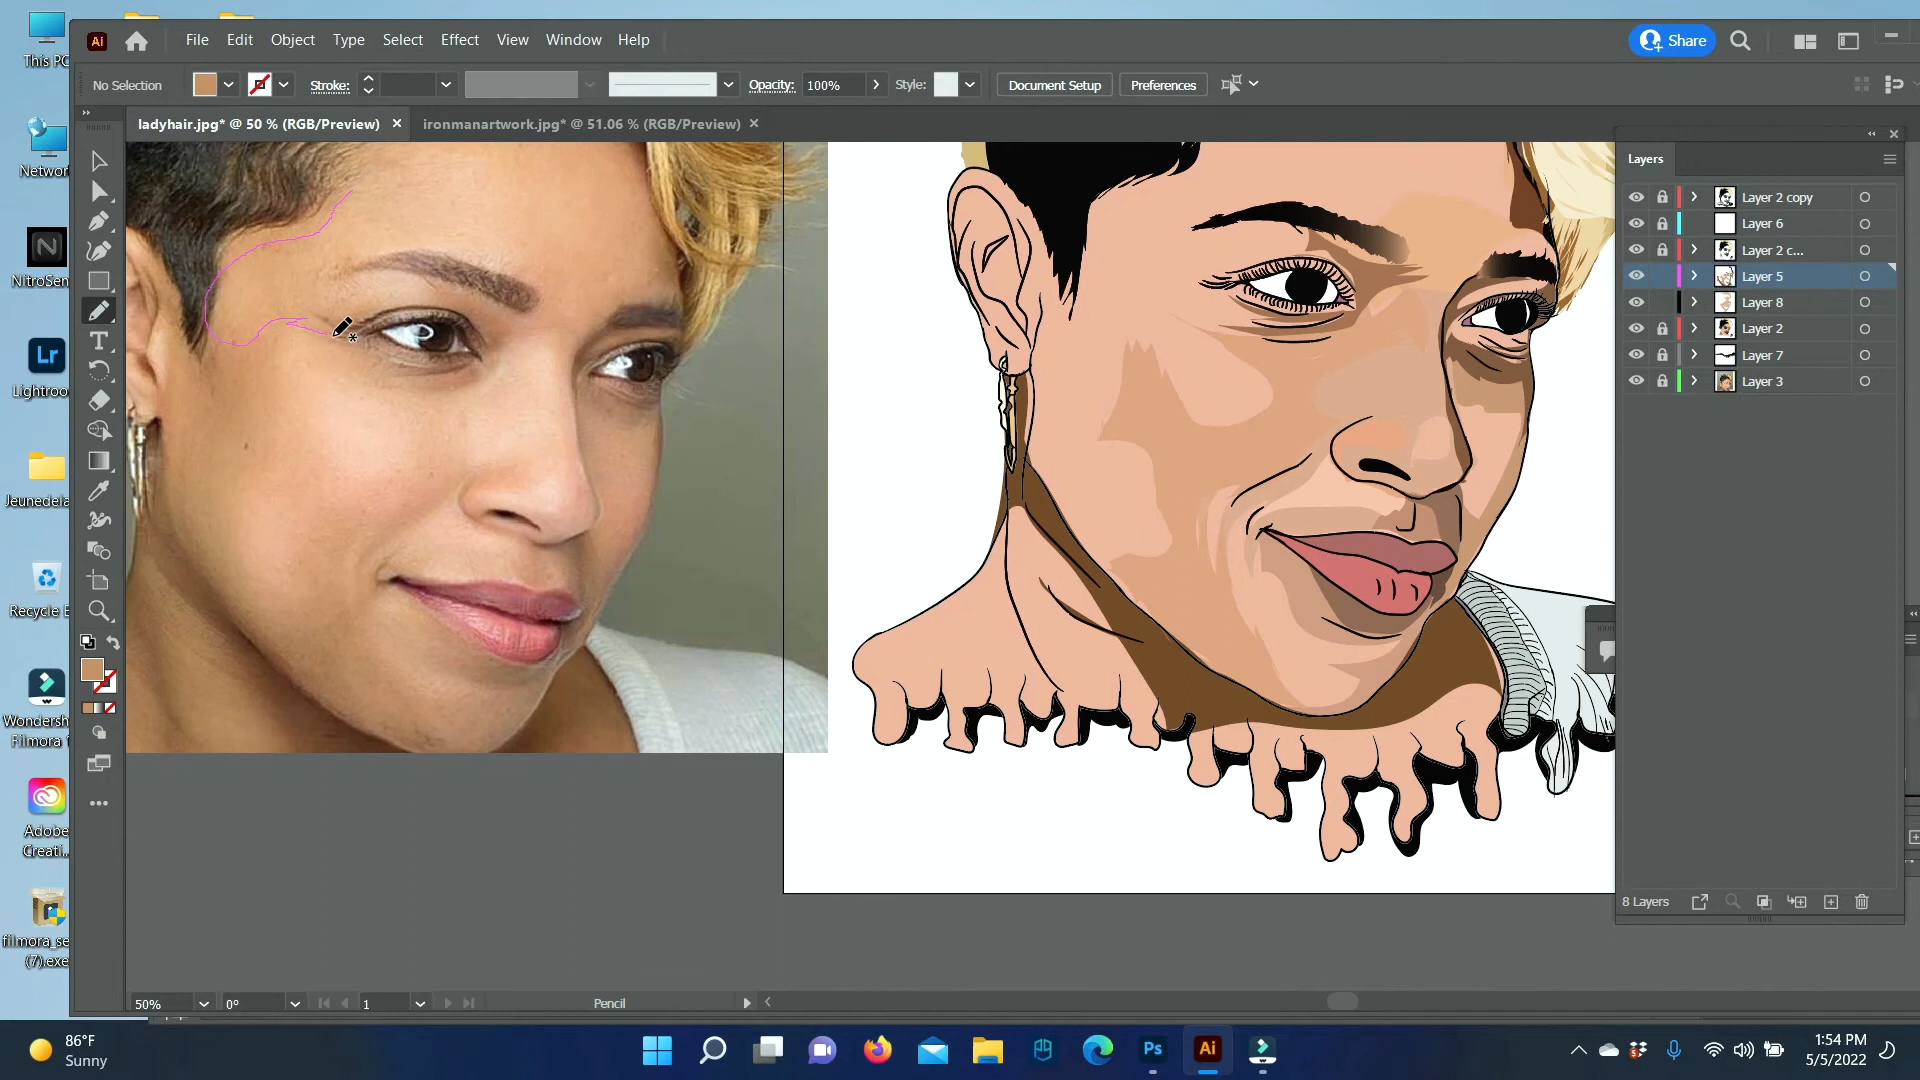 This PC
Networ
NitroSen
Lightroo
Jeunedela
Recycle E
Wondersh
Filmora f
Adobe
Creati...
filmora_se
(7).exe
Ai
File Edit Object Type Select Effect View Window Help
Share
No Selection
Stroke:
Opacity: 100%
Style:
Document Setup
Preferences
ladyhair.jpg* @ 50 % (RGB/Preview) ×
ironmanartwork.jpg* @ 51.06 % (RGB/Preview) ×
Layers
Layer 2 copy
Layer 6
Layer 2 c...
Layer 5
Layer 8
Layer 2
Layer 7
Layer 3
8 Layers
50%
0°
1
Pencil
86°F
Sunny
Ps
Ai
1:54 PM
5/5/2022
Lr
N
T